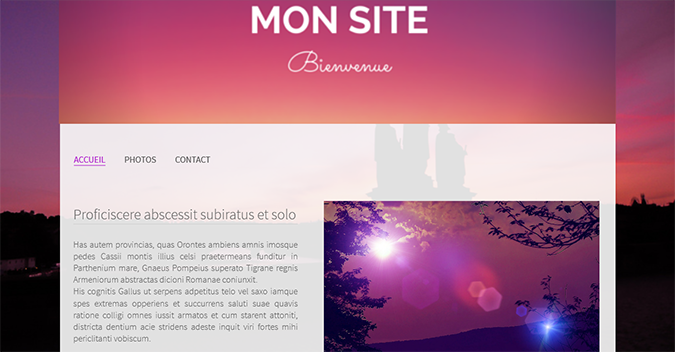 MON SITE
Bienvenue
ACCUEIL PHOTOS CONTACT
Proficiscere abscessit subiratus et solo
Has autem provincias, quas Orontes ambiens amnis imosque
pedes Cassii montis illius celsi praetermeans funditur in
Parthenium mare, Gnaeus Pompeius superato Tigrane regnis
Armeniorum abstractas dicioni Romanae coniunxit.
His cognitis Gallus ut serpens adpetitus telo vel saxo iamque
spes extremas opperiens et succurrens saluti suae quavis
ratione colligi omnes iussit armatos et cum starent attoniti,
districta dentium acie stridens adeste inquit viri fortes mihi
periclitanti vobiscum.